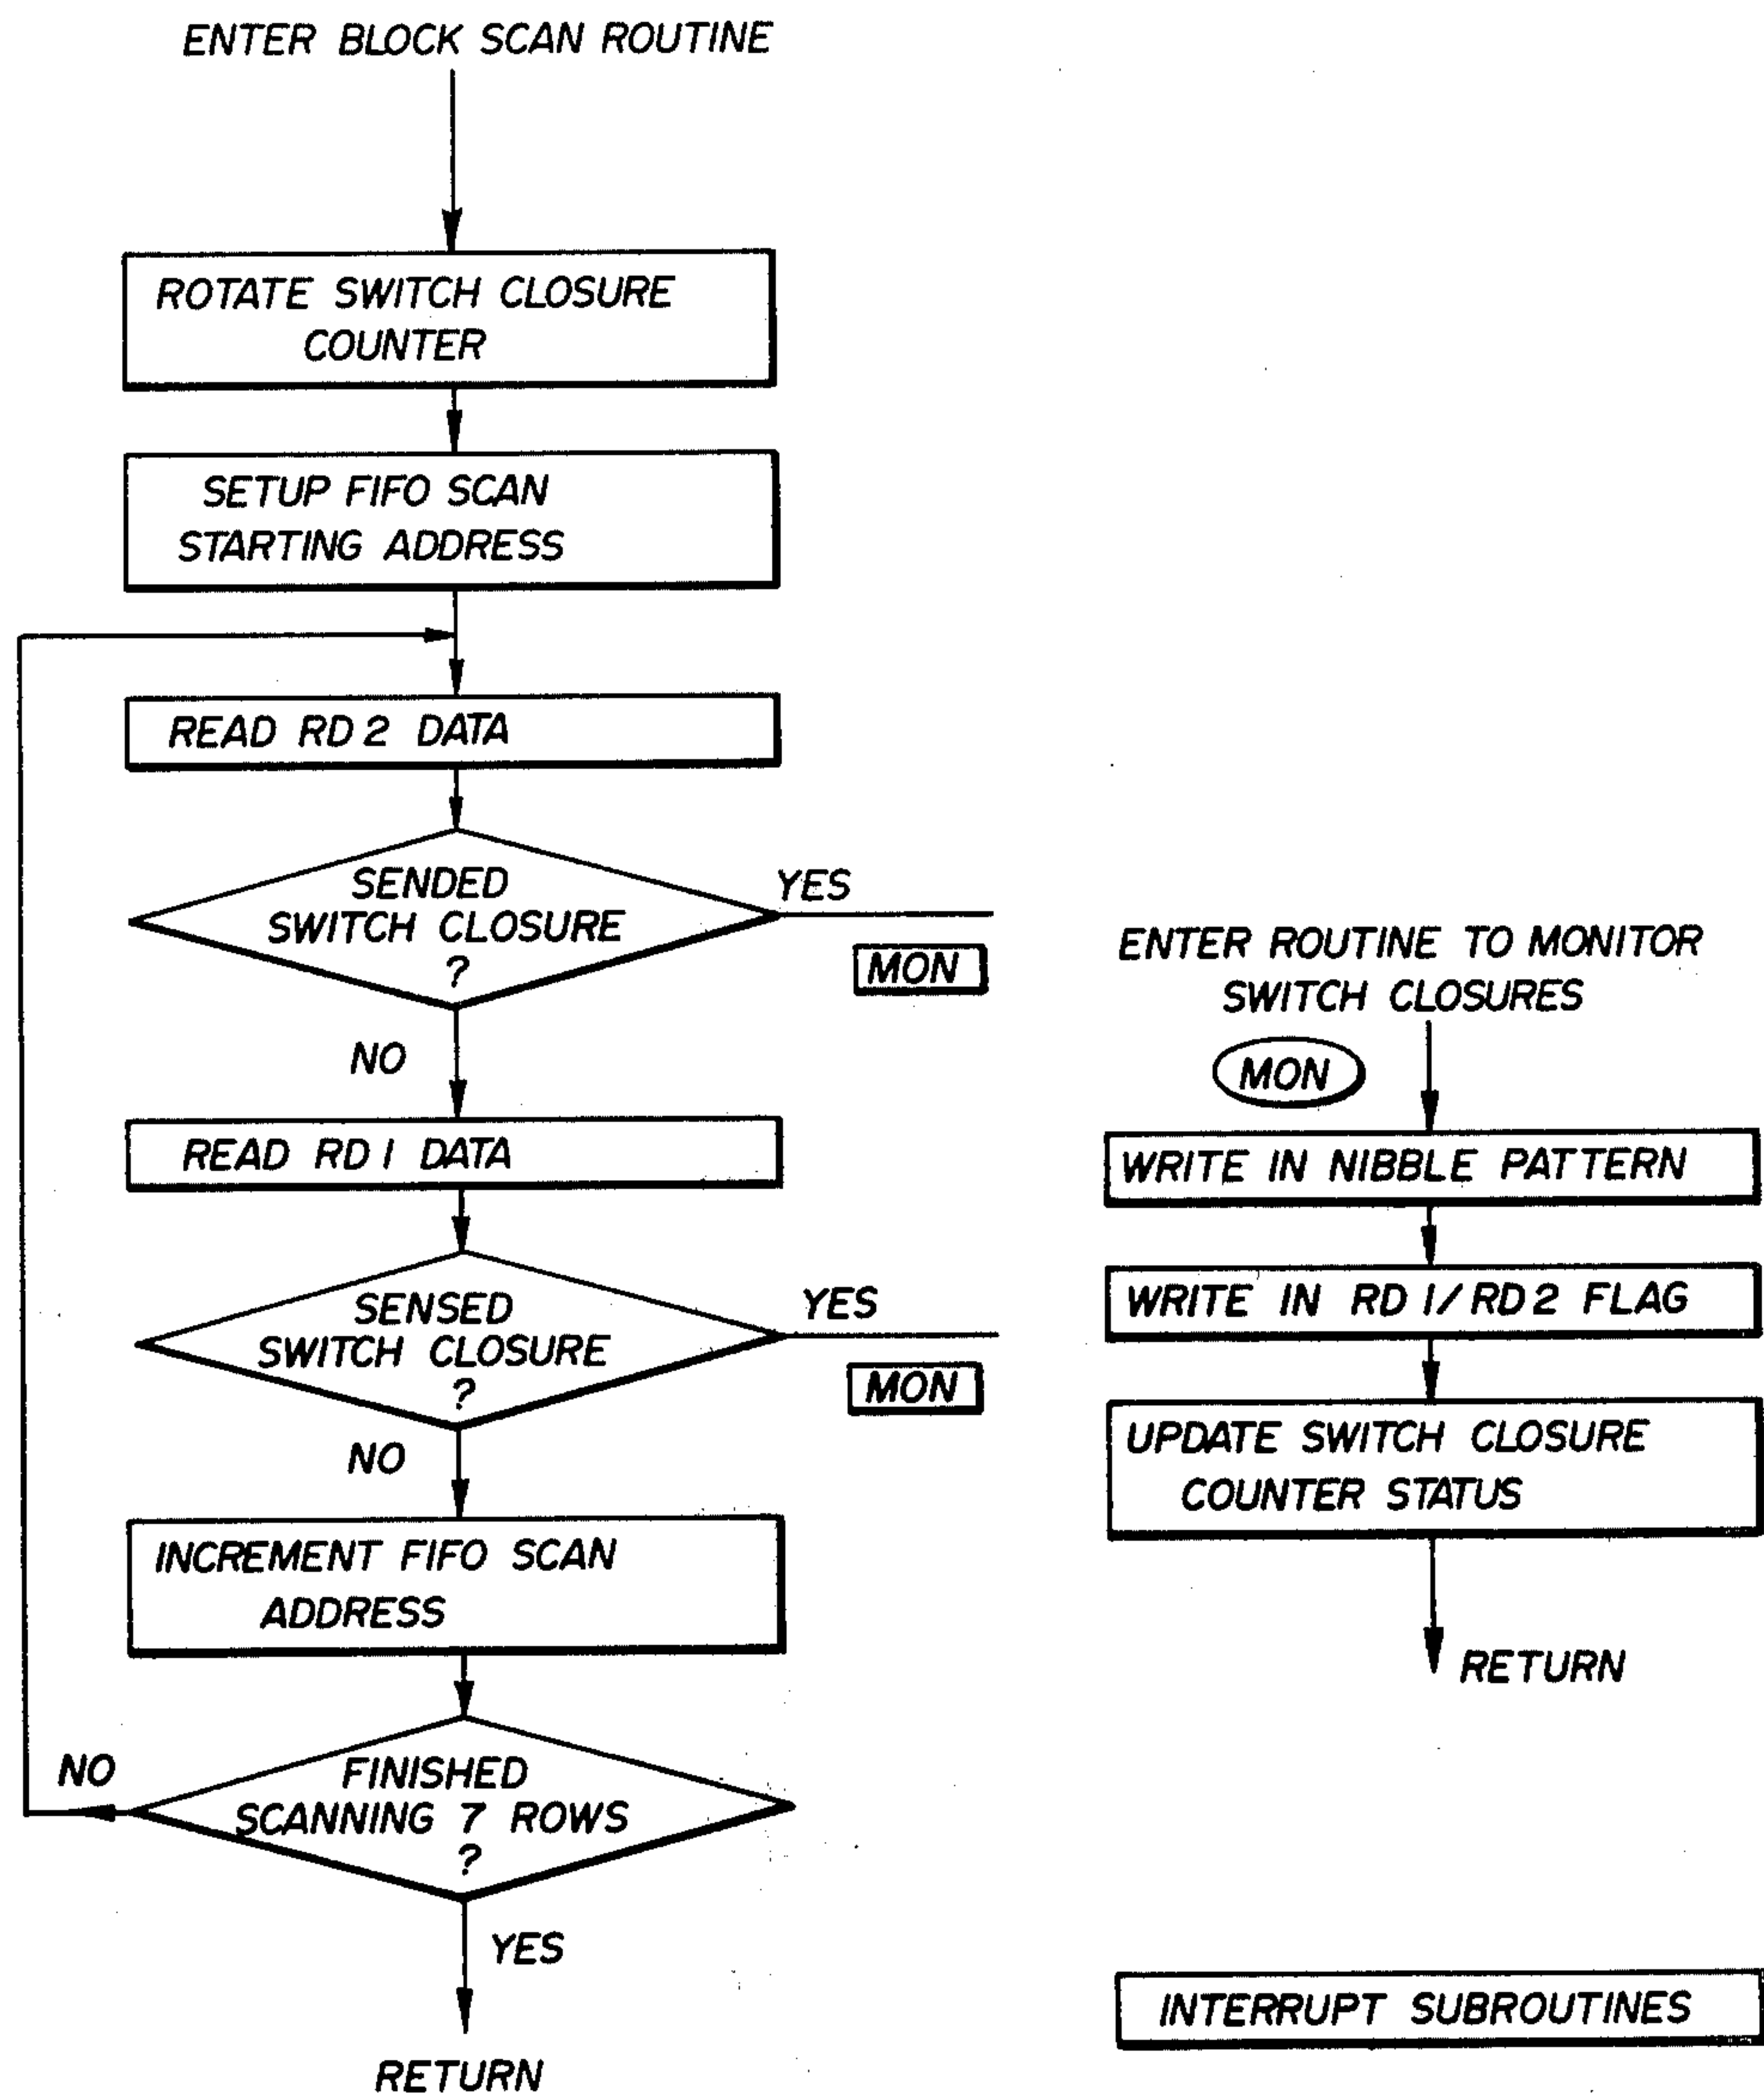 ENTER BLOCK SCAN ROUTINE
ROTATE SWITCH CLOSURE
COUNTER
SETUP FIFO SCAN
STARTING ADDRESS
READ RD 2 DATA
SENDED
SWITCH CLOSURE
?
YES
MON
NO
READ RD 1 DATA
SENSED
SWITCH CLOSURE
?
YES
MON
NO
INCREMENT FIFO SCAN
ADDRESS
FINISHED
SCANNING 7 ROWS
?
NO
YES
RETURN
ENTER ROUTINE TO MONITOR
SWITCH CLOSURES
MON
WRITE IN NIBBLE PATTERN
WRITE IN RD 1/RD 2 FLAG
UPDATE SWITCH CLOSURE
COUNTER STATUS
RETURN
INTERRUPT SUBROUTINES